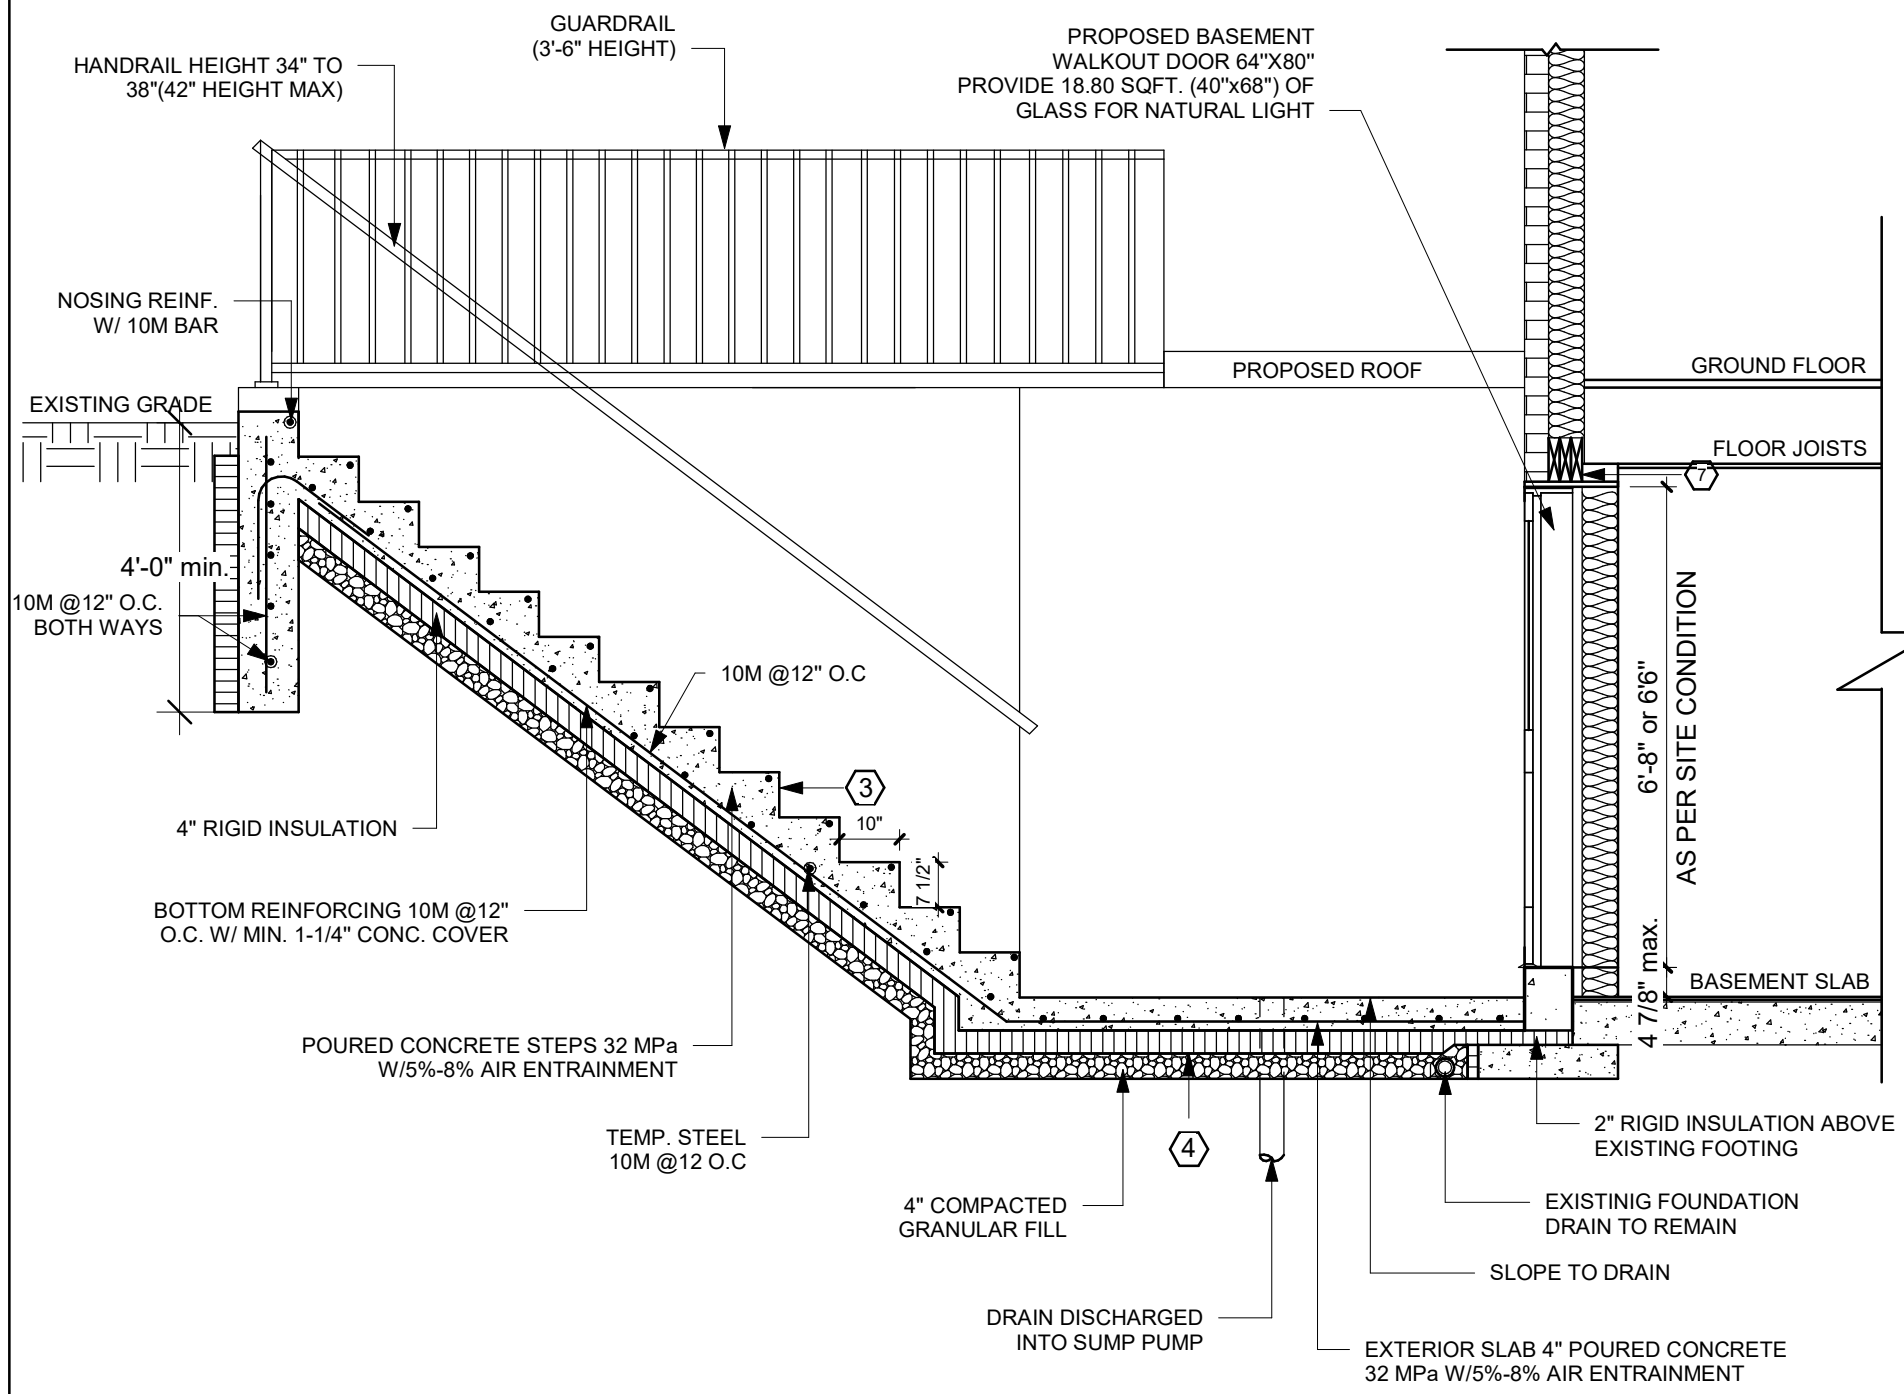 GUARDRAIL
(3'-6" HEIGHT)
HANDRAIL HEIGHT 34" TO
38"(42" HEIGHT MAX)
PROPOSED BASEMENT
WALKOUT DOOR 64"X80"
PROVIDE 18.80 SQFT. (40"x68") OF
GLASS FOR NATURAL LIGHT
NOSING REINF.
W/ 10M BAR
EXISTING GRADE
PROPOSED ROOF
GROUND FLOOR
FLOOR JOISTS
7
4'-0" min.
10M @12" O.C.
BOTH WAYS
10M @12" O.C
3
10"
7 1/2"
6'-8" or 6'6"
AS PER SITE CONDITION
4 7/8" max.
BASEMENT SLAB
4" RIGID INSULATION
BOTTOM REINFORCING 10M @12"
O.C. W/ MIN. 1-1/4" CONC. COVER
POURED CONCRETE STEPS 32 MPa
W/5%-8% AIR ENTRAINMENT
TEMP. STEEL
10M @12 O.C
4
4" COMPACTED
GRANULAR FILL
2" RIGID INSULATION ABOVE
EXISTING FOOTING
EXISTINIG FOUNDATION
DRAIN TO REMAIN
SLOPE TO DRAIN
DRAIN DISCHARGED
INTO SUMP PUMP
EXTERIOR SLAB 4" POURED CONCRETE
32 MPa W/5%-8% AIR ENTRAINMENT